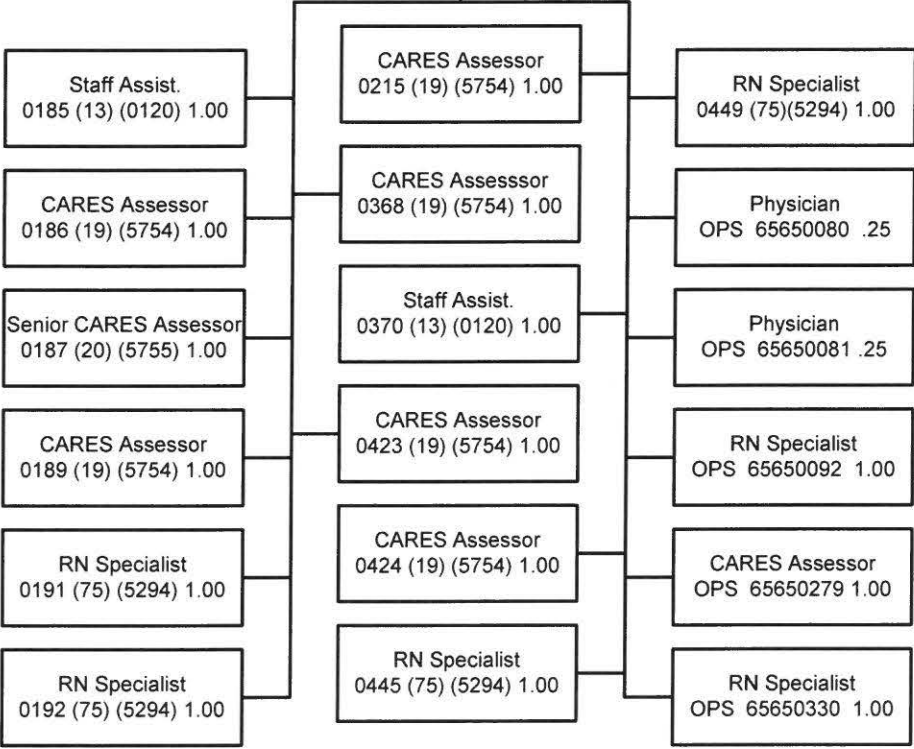 Staff Assist.
0185 (13) (0120) 1.00
CARES Assessor
0186 (19) (5754) 1.00
Senior CARES Assessor
0187 (20) (5755) 1.00
CARES Assessor
0189 (19) (5754) 1.00
RN Specialist
0191 (75) (5294) 1.00
RN Specialist
0192 (75) (5294) 1.00
CARES Assessor
0215 (19) (5754) 1.00
CARES Assesssor
0368 (19) (5754) 1.00
Staff Assist.
0370 (13) (0120) 1.00
CARES Assessor
0423 (19) (5754) 1.00
CARES Assessor
0424 (19) (5754) 1.00
RN Specialist
0445 (75) (5294) 1.00
RN Specialist
0449 (75)(5294) 1.00
Physician
OPS 65650080 .25
Physician
OPS 65650081 .25
RN Specialist
OPS 65650092 1.00
CARES Assessor
OPS 65650279 1.00
RN Specialist
OPS 65650330 1.00